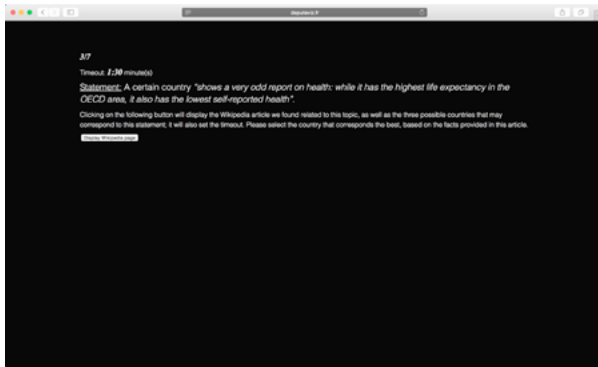 3/7
Timeout: 1:30 minute(s)
Statement: A certain country "shows a very odd report on health: while it has the highest life expectancy in the
OECD area, it also has the lowest self-reported health".
Clicking on the following button will display the Wikipedia article we found related to this topic, as well as the three possible countries that may
correspond to this statement; it will also set the timeout. Please select the country that corresponds the best, based on the facts provided in this article.
Display Wikipedia page